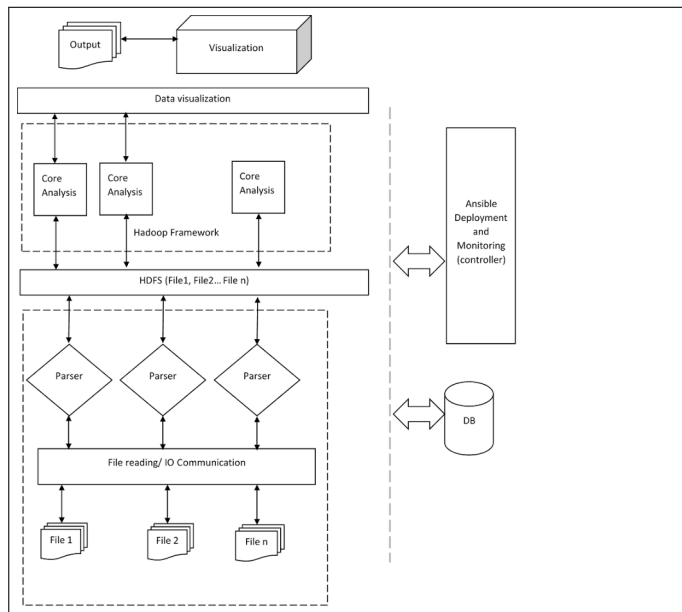 Output
Visualization
Data visualization
Core
Analysis
Core
Analysis
Core
Analysis
Hadoop Framework
HDFS (File1, File2... File n)
Parser
Parser
Parser
File reading/ IO Communication
File 1
File 2
File n
Ansible
Deployment
and
Monitoring
(controller)
DB